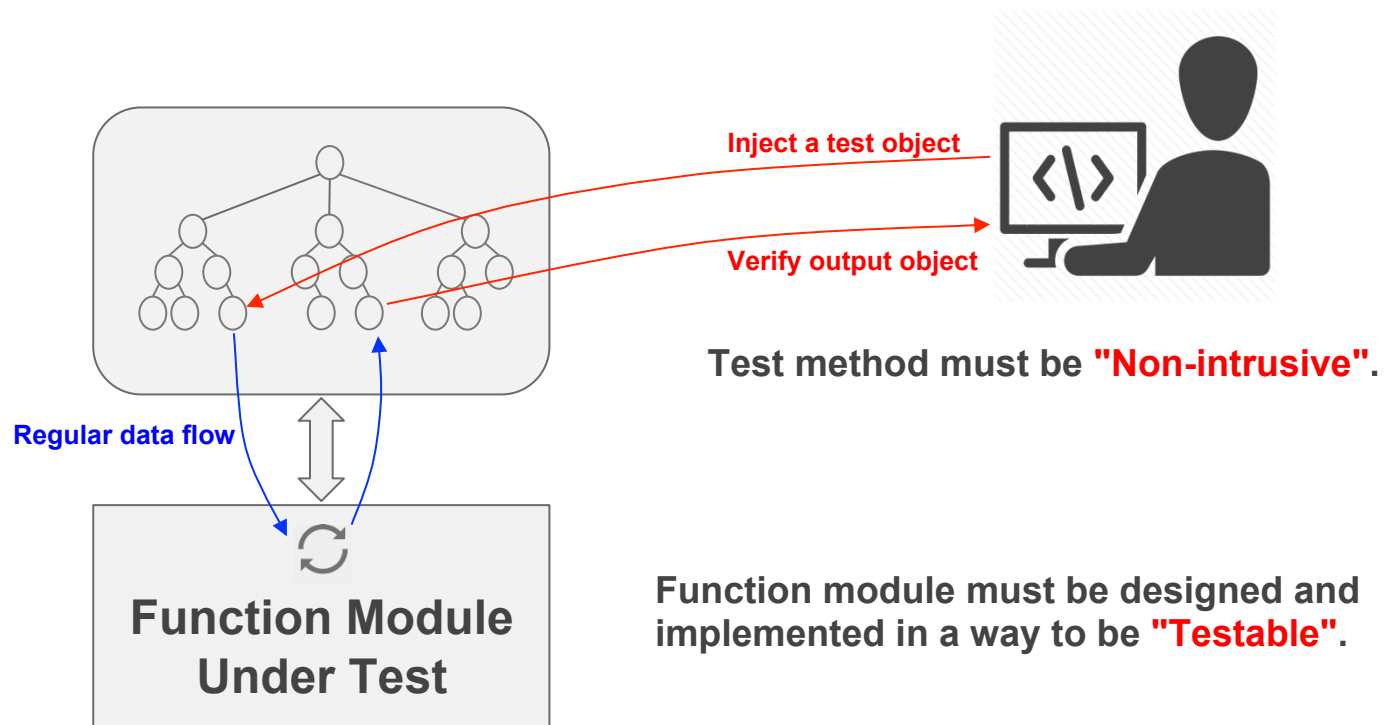 Inject a test object
Verify output object
Test method must be "Non-intrusive".
Regular data flow
Function Module
Under Test
Function module must be designed and
implemented in a way to be "Testable".